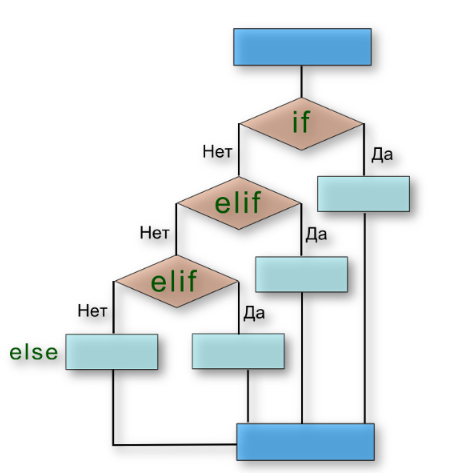 if
Нет
Да
elif
Нет
Да
elif
Нет
Да
else